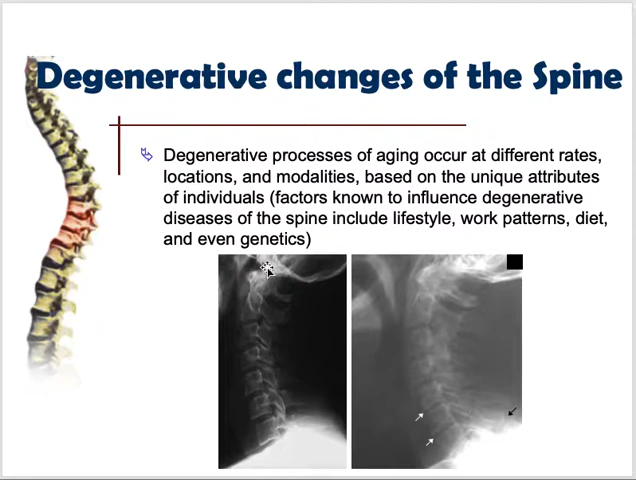 Degenerative changes of the Spine
Degenerative processes of aging occur at different rates,
locations, and modalities, based on the unique attributes
of individuals (factors known to influence degenerative
diseases of the spine include lifestyle, work patterns, diet,
and even genetics)